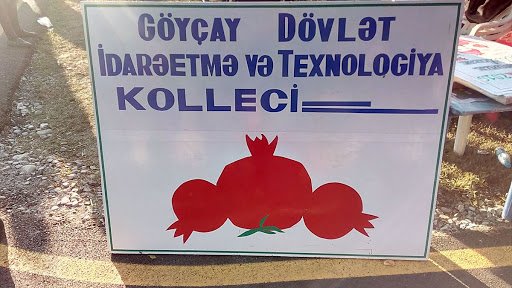 GÖYÇAY DÖVLƏT
İDARƏETMƏ VƏ TEXNOLOGİYA
KOLLECİ